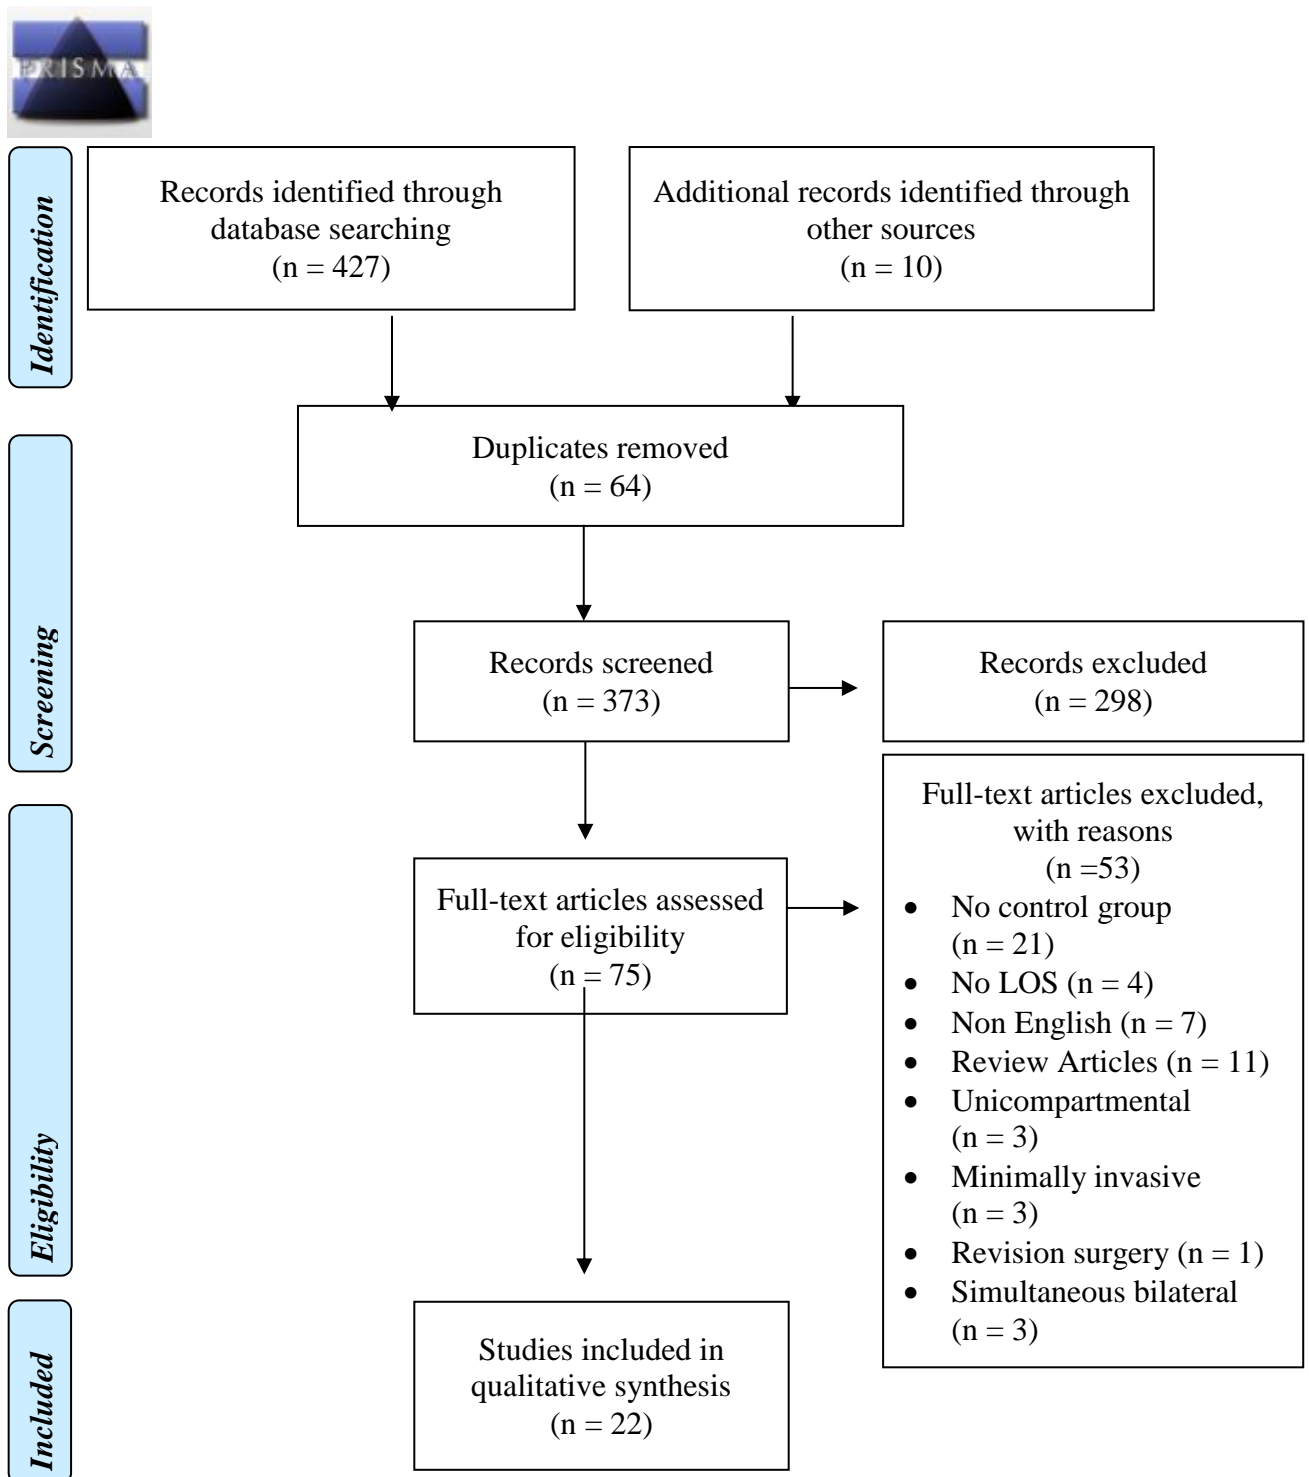 PRISMA
Identification
Records identified through
database searching
(n = 427)
Additional records identified through
other sources
(n = 10)
Duplicates removed
(n = 64)
Screening
Records screened
(n = 373)
Records excluded
(n = 298)
Eligibility
Full-text articles assessed
for eligibility
(n = 75)
Full-text articles excluded,
with reasons
(n =53)
• No control group
(n = 21)
• No LOS (n = 4)
• Non English (n = 7)
• Review Articles (n = 11)
• Unicompartmental
(n = 3)
• Minimally invasive
(n = 3)
• Revision surgery (n = 1)
• Simultaneous bilateral
(n = 3)
Included
Studies included in
qualitative synthesis
(n = 22)